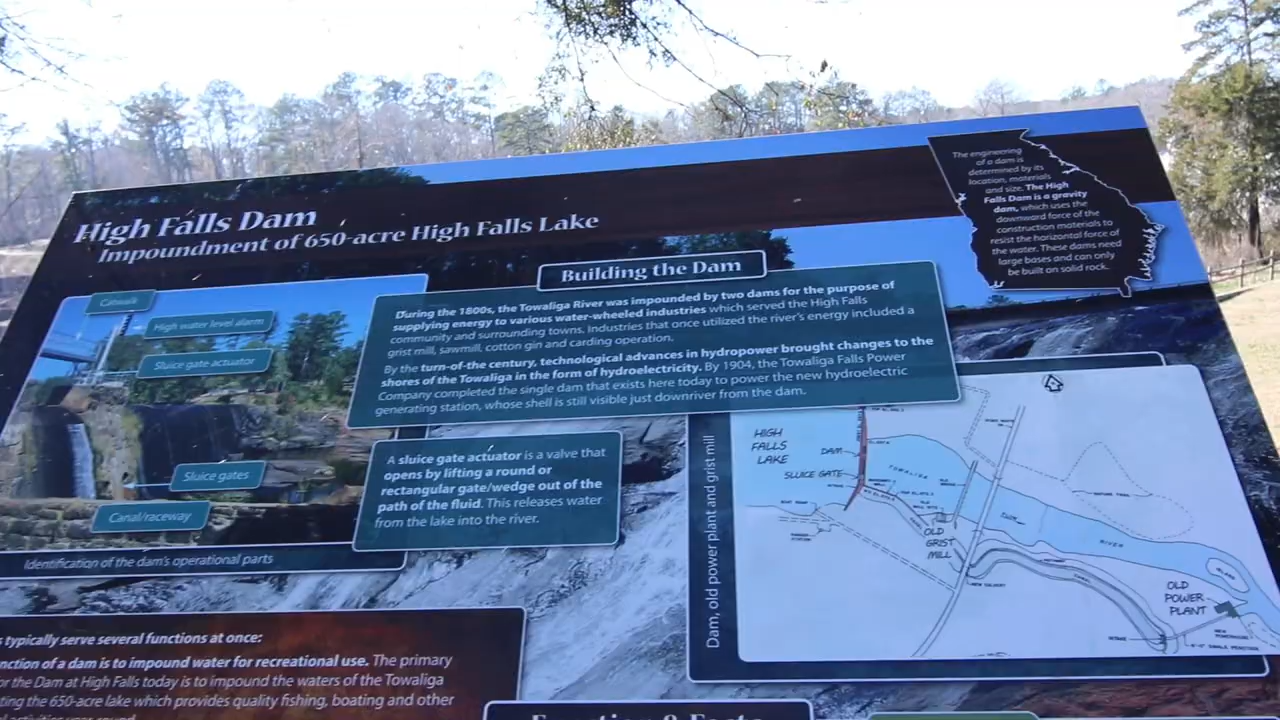 High Falls Dam
Impoundment of 650-acre High Falls Lake
The engineering
of a dam is
determined by its
location, materials
and size. The High
Falls Dam is a gravity
dam, which uses the
downward force of the
construction materials to
resist the horizontal force of
the water. These dams need
large bases and can only
be built on solid rock.
Building the Dam
During the 1800s, the Towaliga River was impounded by two dams for the purpose of
supplying energy to various water-wheeled industries which served the High Falls
community and surrounding towns. Industries that once utilized the river's energy included a
grist mill, sawmill, cotton gin and carding operation.
By the turn-of-the century, technological advances in hydropower brought changes to the
shores of the Towaliga in the form of hydroelectricity. By 1904, the Towaliga Falls Power
Company completed the single dam that exists here today to power the new hydroelectric
generating station, whose shell is still visible just downriver from the dam.
Catwalk
High water level alarm
Sluice gate actuator
Sluice gates
Canal/raceway
Identification of the dam's operational parts
A sluice gate actuator is a valve that
opens by lifting a round or
rectangular gate/wedge out of the
path of the fluid. This releases water
from the lake into the river.
Dam, old power plant and grist mill
HIGH
FALLS
LAKE
DAM
SLUICE GATE
TOWALIGA
RIVER
OLD
GRIST
MILL
NATURE TRAIL
NEW CULVERT
CANAL
ISLAND
OLD
POWER
PLANT
INTAKE
NEW
POWERHOUSE
typically serve several functions at once:
nction of a dam is to impound water for recreational use. The primary
or the Dam at High Falls today is to impound the waters of the Towaliga
ting the 650-acre lake which provides quality fishing, boating and other